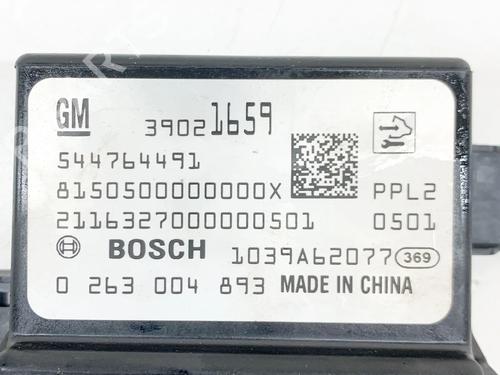 GM
39021659
544764491
8150500000000X PPL2
2116327000000501 0501
BOSCH 1039A62077 369
0 263 004 893 MADE IN CHINA